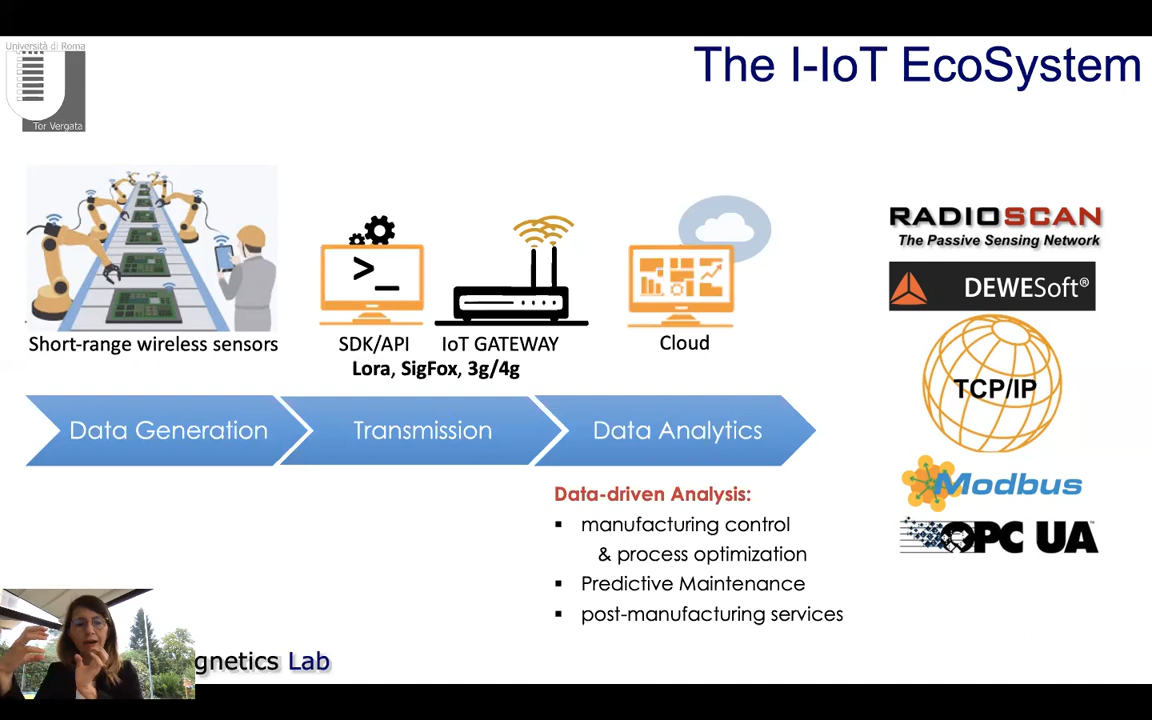 Università di Roma
Tor Vergata
The I-IoT EcoSystem
Short-range wireless sensors
>_
SDK/API
IoT GATEWAY
Lora, SigFox, 3g/4g
Cloud
Data Generation
Transmission
Data Analytics
Data-driven Analysis:
▪ manufacturing control
& process optimization
▪ Predictive Maintenance
▪ post-manufacturing services
RADIOSCAN
The Passive Sensing Network
DEWESoft®
TCP/IP
Modbus
OPC UA™
gnetics Lab